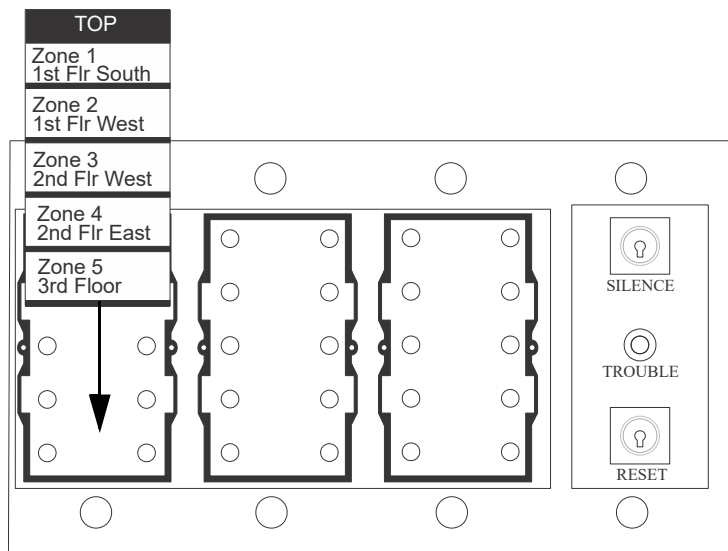 TOP
Zone 1
1st Flr South
Zone 2
1st Flr West
Zone 3
2nd Flr West
Zone 4
2nd Flr East
Zone 5
3rd Floor
SILENCE
TROUBLE
RESET